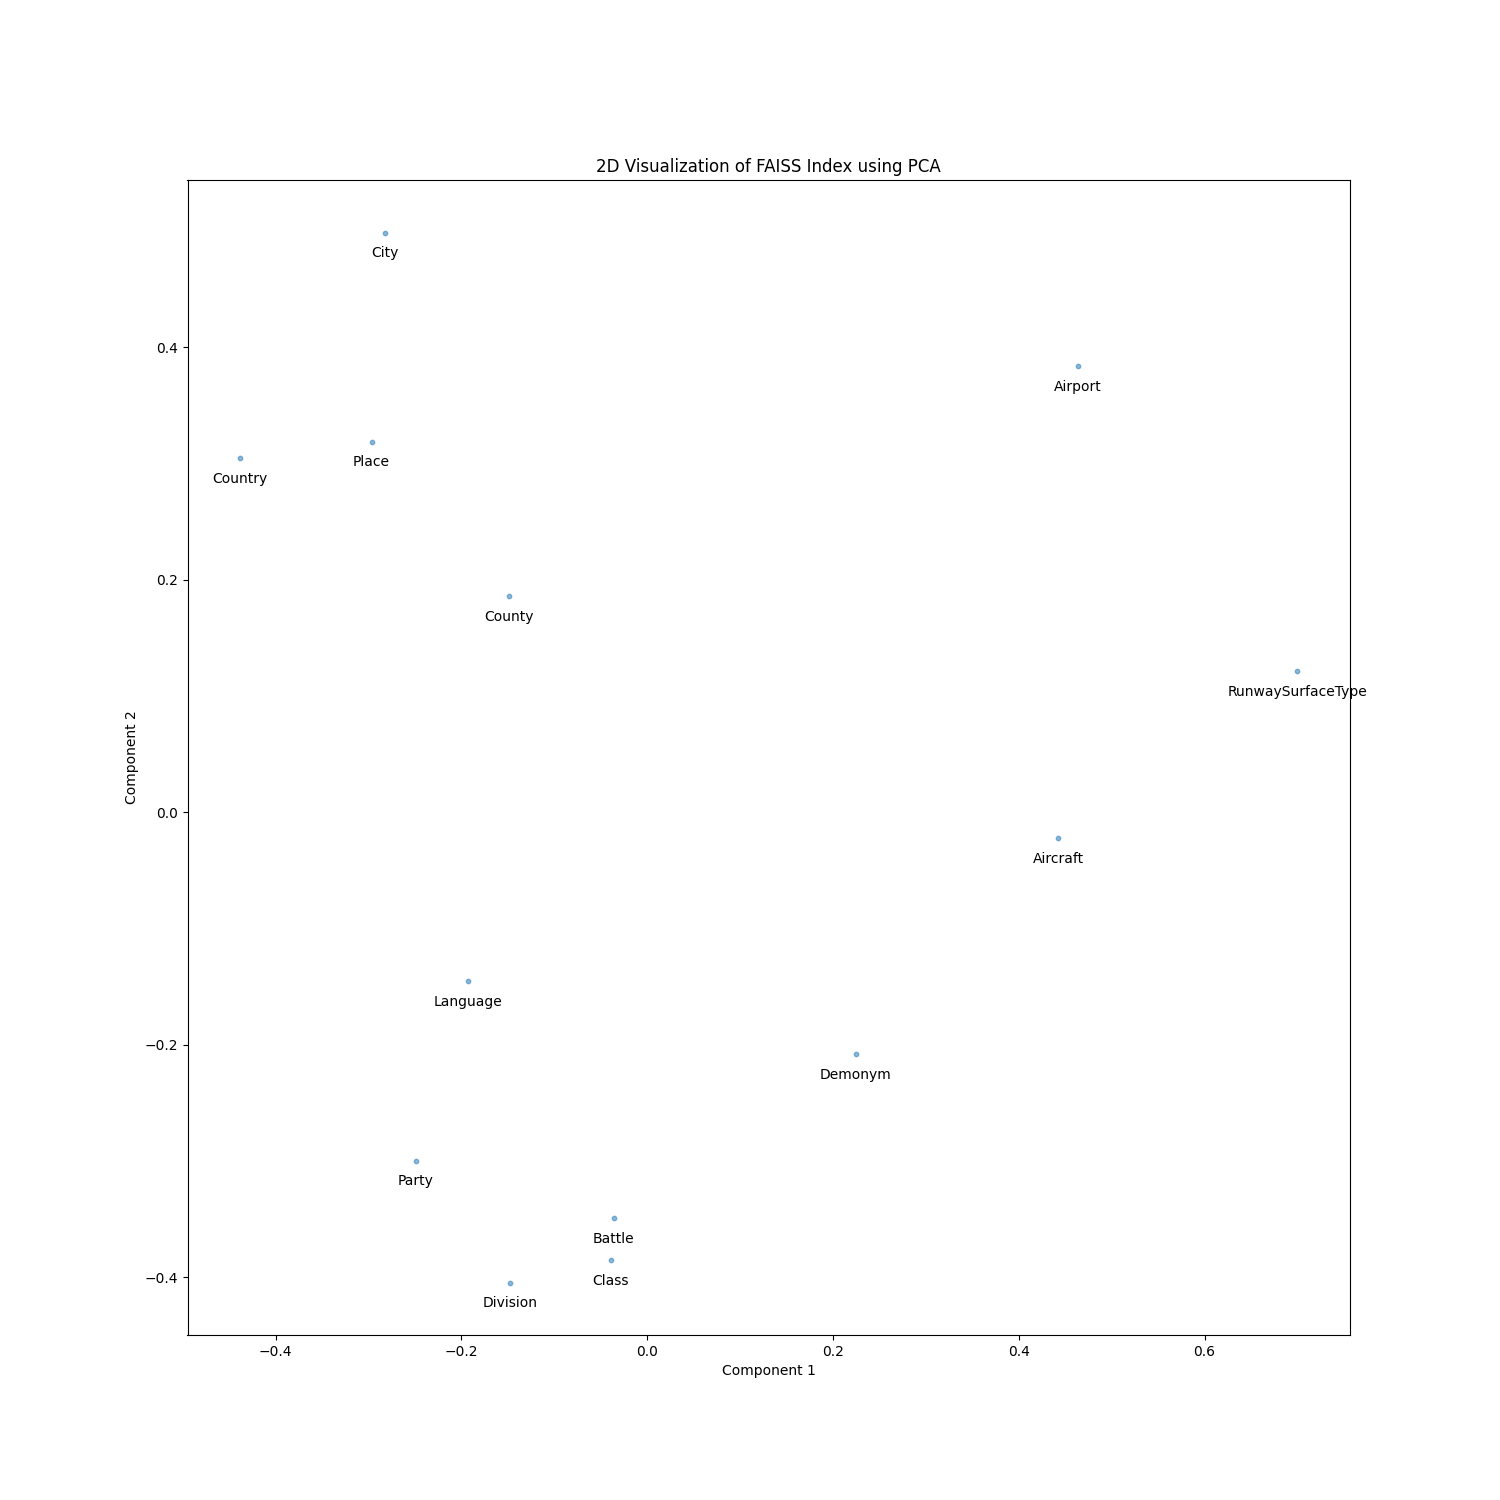 2D Visualization of FAISS Index using PCA
City
Airport
Place
Country
County
RunwaySurfaceType
Aircraft
Language
Demonym
Party
Battle
Class
Division
0.4
0.2
0.0
−0.2
−0.4
Component 2
−0.4
−0.2
0.0
0.2
0.4
0.6
Component 1